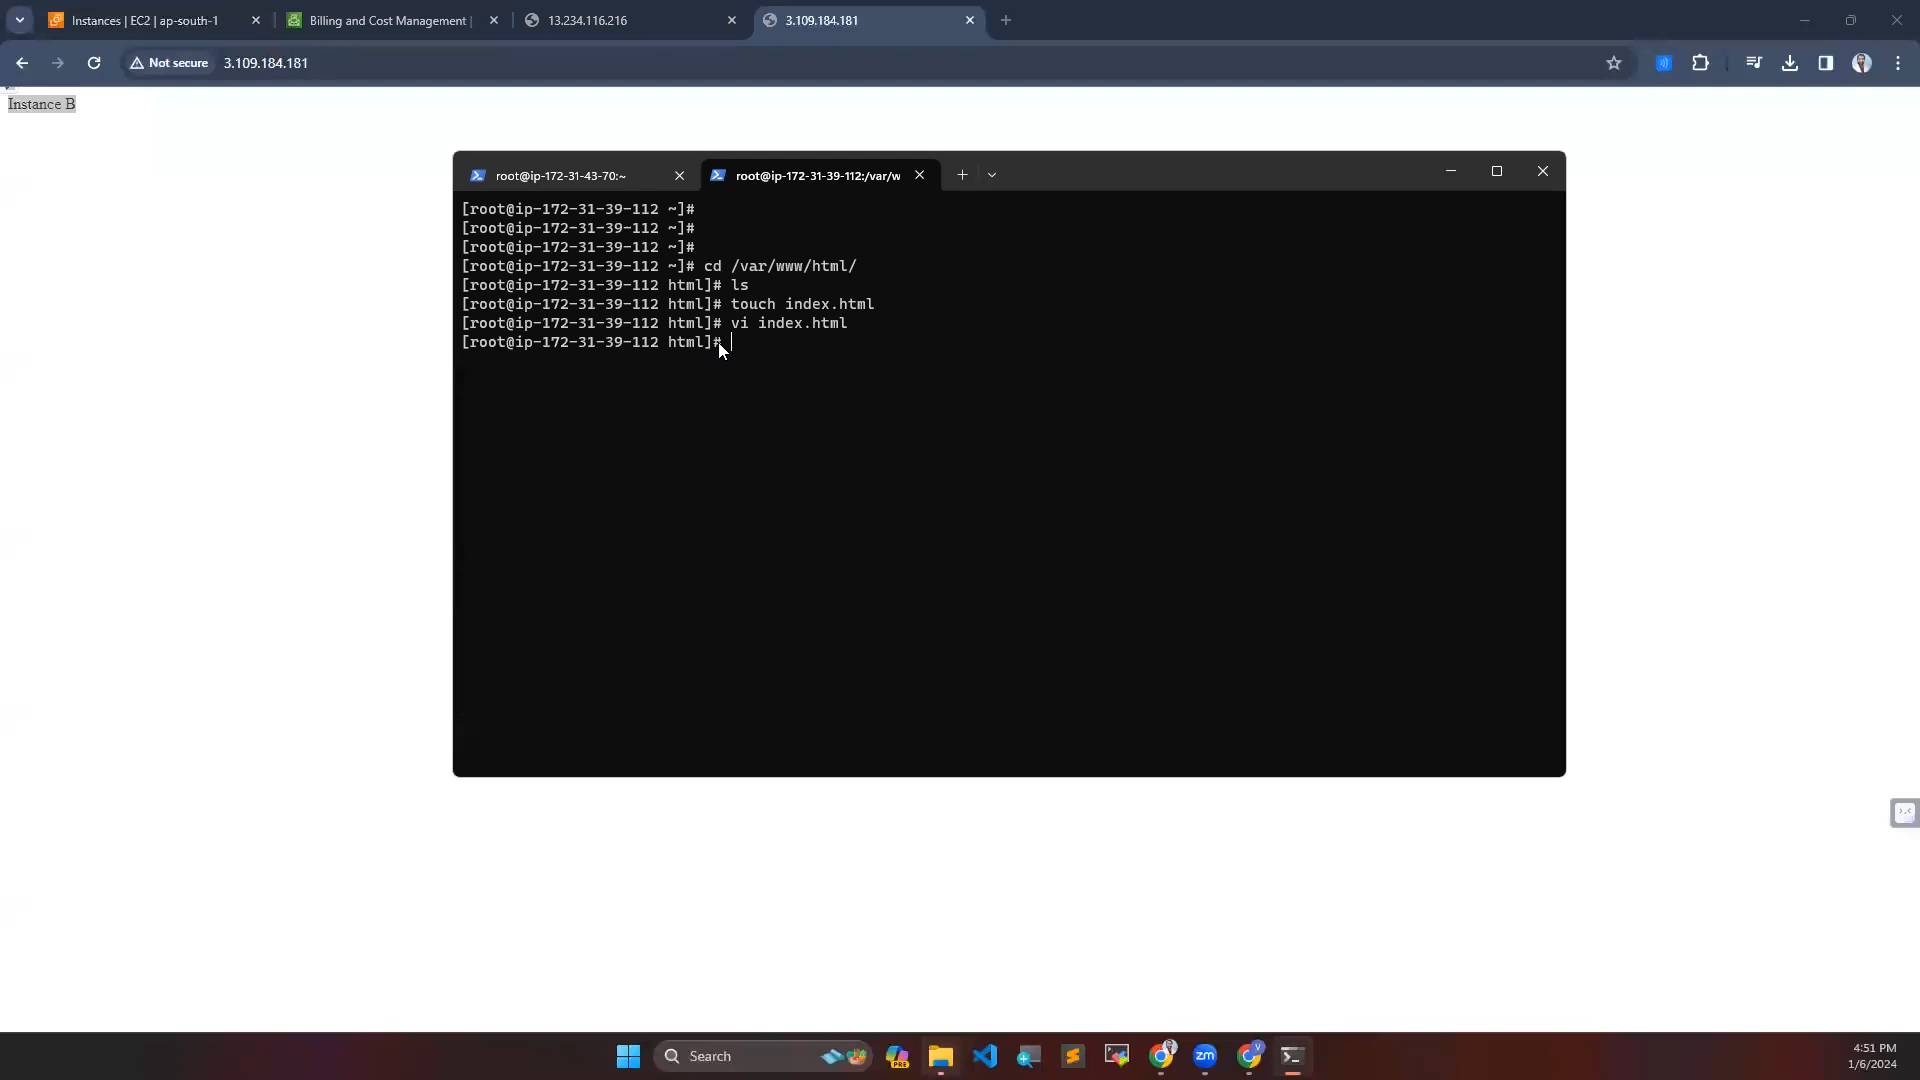 Instances | EC2 | ap-south-1
Billing and Cost Management |
13.234.116.216
3.109.184.181
Not secure
3.109.184.181
Instance B
root@ip-172-31-43-70:~
root@ip-172-31-39-112:/var/w
[root@ip-172-31-39-112 ~]#
[root@ip-172-31-39-112 ~]#
[root@ip-172-31-39-112 ~]#
[root@ip-172-31-39-112 ~]# cd /var/www/html/
[root@ip-172-31-39-112 html]# ls
[root@ip-172-31-39-112 html]# touch index.html
[root@ip-172-31-39-112 html]# vi index.html
[root@ip-172-31-39-112 html]#
Search
PRE
zm
V
4:51 PM
1/6/2024